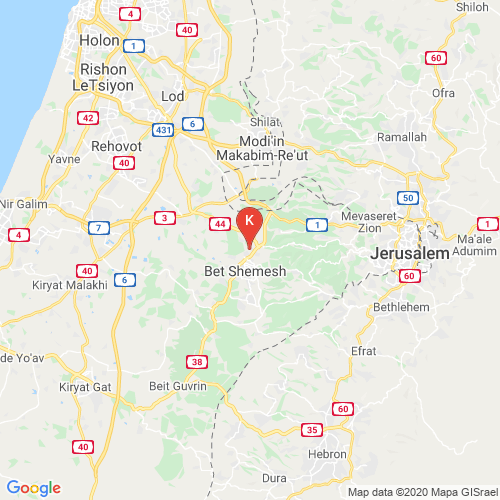 Shiloh
4
60
Holon
40
1
60
Rishon
LeTsiyon
Ofra
Lod
42
Shilat
431
6
Modi'in
Makabim-Re'ut
Ramallah
Rehovot
Yavne
40
50
Nir Galim
3
44
K
1
Mevaseret
Zion
1
7
4
Jerusalem
Ma'ale
Adumim
40
Bet Shemesh
60
6
Kiryat Malakhi
Bethlehem
Efrat
de Yo'av
38
Kiryat Gat
Beit Guvrin
60
35
40
Hebron
Dura
Google
Map data ©2020 Mapa GISrael